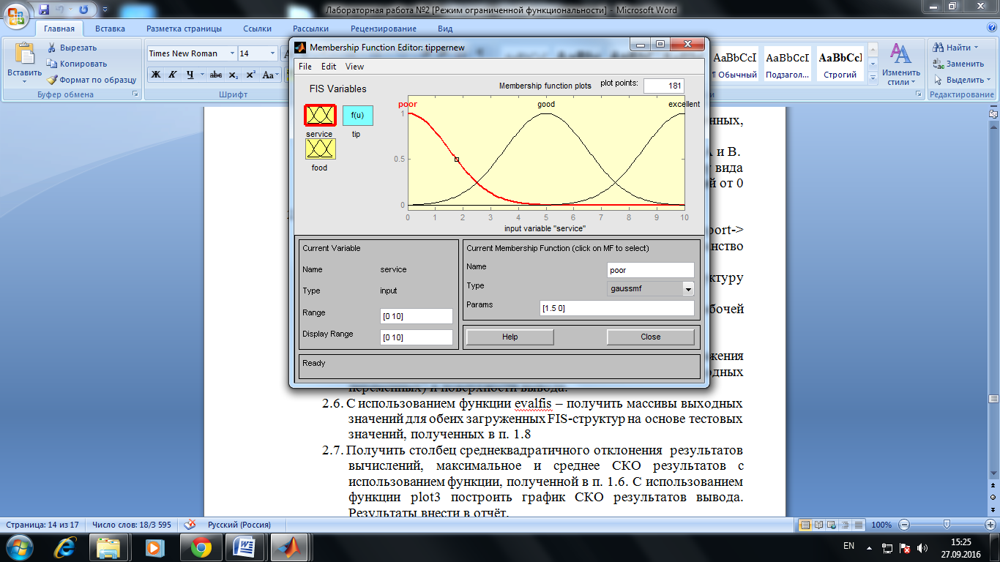 Лабораторная работа №2 [Режим ограниченной функциональности] - Microsoft Word
Главная Вставка Разметка страницы Ссылки Рассылки Рецензирование Вид
Вставить
Вырезать
Копировать
Формат по образцу
Буфер обмена
Times New Roman 14
Ж К Ч abc x₂ x² Aa
Шрифт
AaBbCcI AaBbCcI AaBbCcl
¶ Обычный Подзагол... Строгий
Изменить стили
Найти
Заменить
Выделить
Редактирование
Membership Function Editor: tippernew
File Edit View
FIS Variables
service
f(u)
tip
food
Membership function plots plot points: 181
poor good excellent
1
0.5
0
0 1 2 3 4 5 6 7 8 9 10
input variable "service"
Current Variable
Name service
Type input
Range [0 10]
Display Range [0 10]
Current Membership Function (click on MF to select)
Name poor
Type gaussmf
Params [1.5 0]
Help Close
Ready
нных,
А и В.
вида
й от 0
port->
нство
ктуру
бочей
жения
одных
переменных) и поверхности вывода.
2.6. С использованием функции evalfis – получить массивы выходных
значений для обеих загруженных FIS-структур на основе тестовых
значений, полученных в п. 1.8
2.7. Получить столбец среднеквадратичного отклонения результатов
вычислений, максимальное и среднее СКО результатов с
использованием функции, полученной в п. 1.6. С использованием
функции plot3 построить график СКО результатов вывода.
Результаты внести в отчёт.
Страница: 14 из 17 Число слов: 18/3 595 Русский (Россия) 100%
EN 15:25
27.09.2016